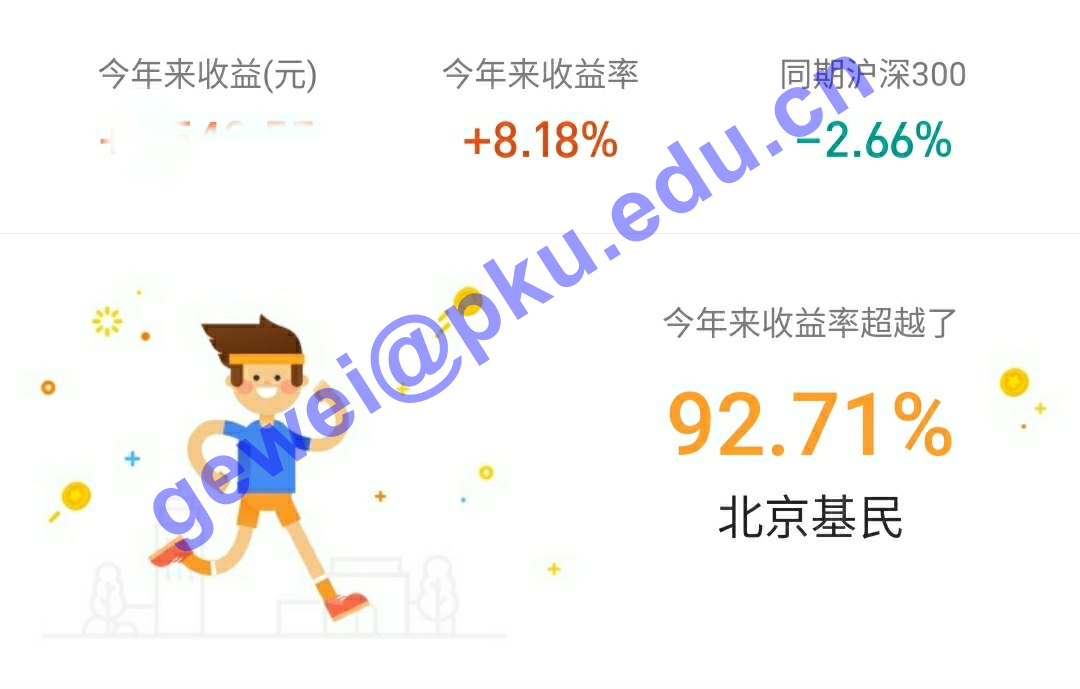 今年来收益(元)
今年来收益率
同期沪深300
+8.18%
-2.66%
gewei@pku.edu.cn
今年来收益率超越了
92.71%
北京基民